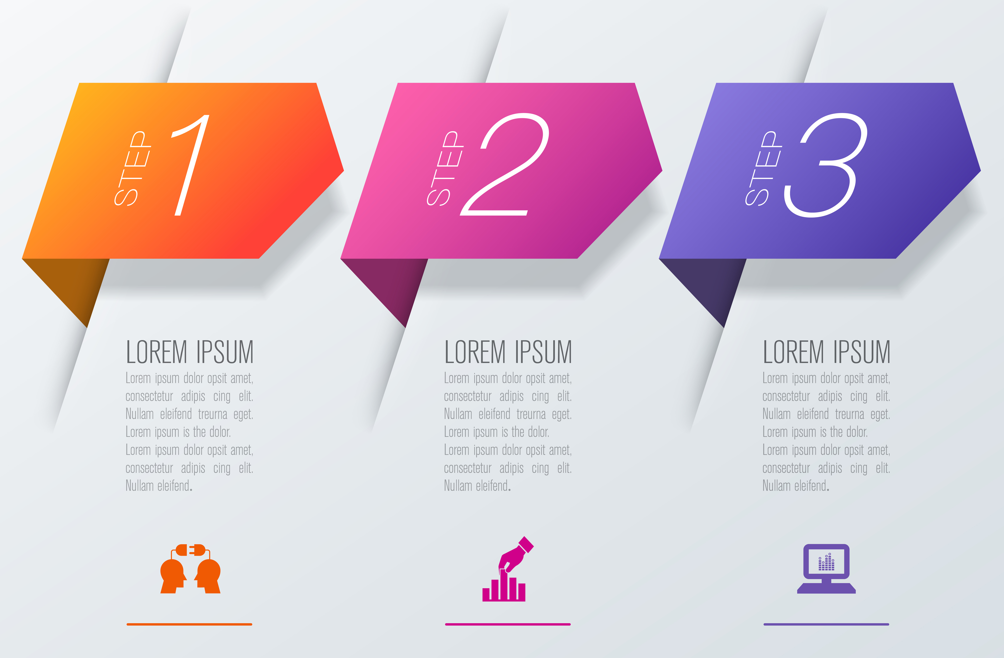 STEP 1
LOREM IPSUM
Lorem ipsum dolor opsit amet,
consectetur adipis cing elit.
Nullam eleifend treurna eget.
Lorem ipsum is the dolor.
Lorem ipsum dolor opsit amet,
consectetur adipis cing elit.
Nullam eleifend.
STEP 2
LOREM IPSUM
Lorem ipsum dolor opsit amet,
consectetur adipis cing elit.
Nullam eleifend treurna eget.
Lorem ipsum is the dolor.
Lorem ipsum dolor opsit amet,
consectetur adipis cing elit.
Nullam eleifend.
STEP 3
LOREM IPSUM
Lorem ipsum dolor opsit amet,
consectetur adipis cing elit.
Nullam eleifend treurna eget.
Lorem ipsum is the dolor.
Lorem ipsum dolor opsit amet,
consectetur adipis cing elit.
Nullam eleifend.